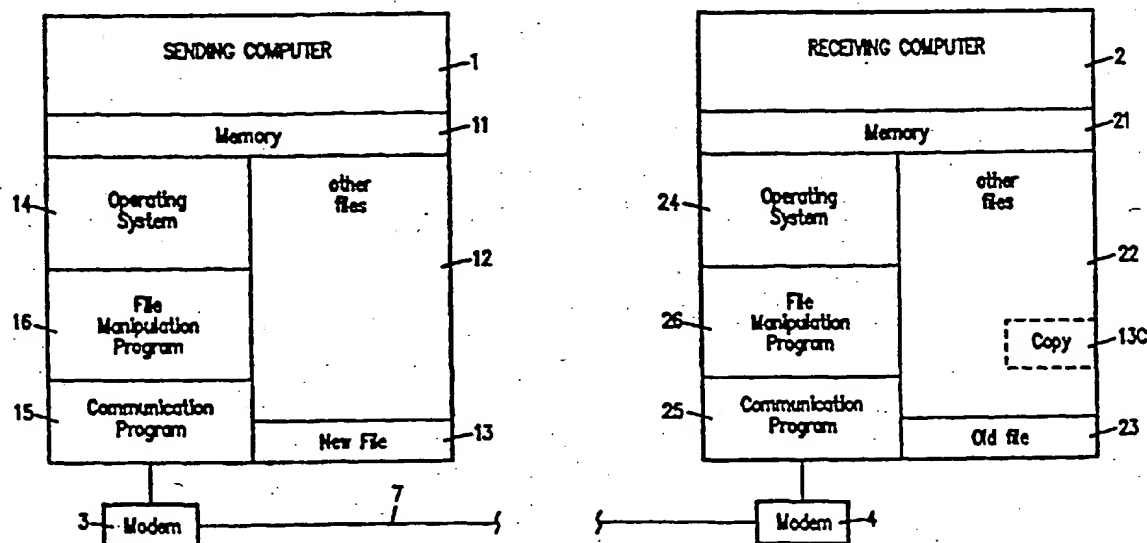 SENDING COMPUTER
1
Memory
11
Operating
System
14
other
files
12
File
Manipulation
Program
16
Communication
Program
15
New File
13
3
Modem
7
RECEIVING COMPUTER
2
Memory
21
24
Operating
System
other
files
22
26
File
Manipulation
Program
Copy
13C
25
Communication
Program
Old file
23
Modem
4